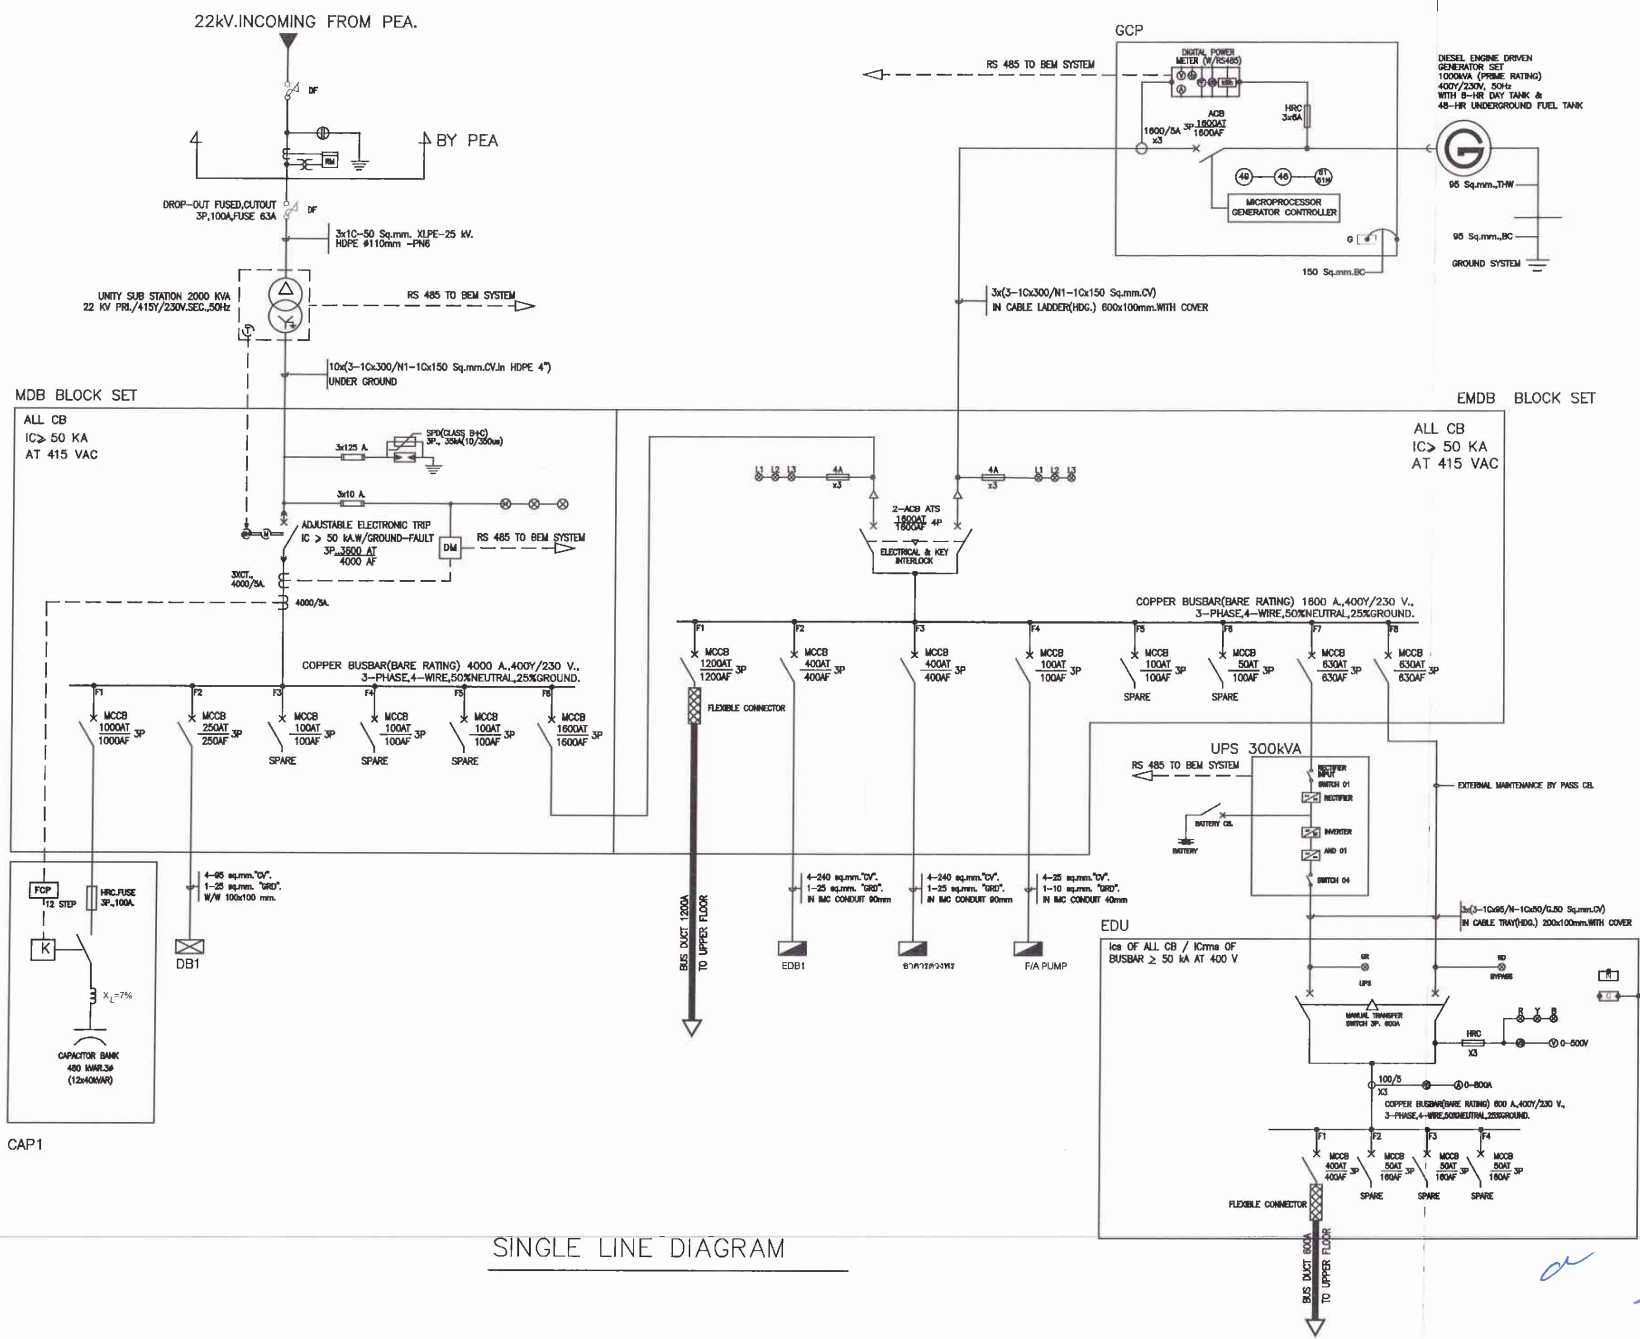 22kV.INCOMING FROM PEA.
DF
BY PEA
RM
DROP-OUT FUSED,CUTOUT
3P,100A,FUSE 63A
DF
3x1C-50 Sq.mm. XLPE-25 kV.
HDPE ø110mm -PN6
UNITY SUB STATION 2000 KVA
22 KV PRI./415Y/230V.SEC.,50Hz
RS 485 TO BEM SYSTEM
T
10x(3-1Cx300/N1-1Cx150 Sq.mm.CV.in HDPE 4")
UNDER GROUND
GCP
RS 485 TO BEM SYSTEM
DIGITAL POWER
METER (W/RS485)
ACB
1600/5A
x3
3P 1600AT
1600AF
HRC
3x6A
49
46
51
51N
MICROPROCESSOR
GENERATOR CONTROLLER
G
150 Sq.mm.BC
DIESEL ENGINE DRIVEN
GENERATOR SET
1000kVA (PRIME RATING)
400Y/230V, 50Hz
WITH 8-HR DAY TANK &
48-HR UNDERGROUND FUEL TANK
G
95 Sq.mm.,THW
95 Sq.mm.,BC
GROUND SYSTEM
3x(3-1Cx300/N1-1Cx150 Sq.mm.CV)
IN CABLE LADDER(HDG.) 600x100mm.WITH COVER
MDB BLOCK SET
ALL CB
IC≥ 50 KA
AT 415 VAC
3x125 A.
SPD(CLASS B+C)
3P., 35kA(10/350us)
3x10 A.
ADJUSTABLE ELECTRONIC TRIP
IC > 50 kA.W/GROUND-FAULT
3P.,3600 AT
4000 AF
M
DM
RS 485 TO BEM SYSTEM
3XCT.,
4000/5A.
4000/5A.
COPPER BUSBAR(BARE RATING) 4000 A.,400Y/230 V.,
3-PHASE,4-WIRE,50%NEUTRAL,25%GROUND.
F1
F2
F3
F4
F5
F6
MCCB
1000AT
1000AF
3P
MCCB
250AT
250AF
3P
MCCB
100AT
100AF
3P
SPARE
MCCB
100AT
100AF
3P
SPARE
MCCB
100AT
100AF
3P
SPARE
MCCB
1600AT
1600AF
3P
EMDB BLOCK SET
ALL CB
IC> 50 KA
AT 415 VAC
L1 L2 L3
4A
x3
4A
x3
L1 L2 L3
2-ACB ATS
1600AT
1600AF
4P
ELECTRICAL & KEY
INTERLOCK
COPPER BUSBAR(BARE RATING) 1600 A.,400Y/230 V.,
3-PHASE,4-WIRE,50%NEUTRAL,25%GROUND.
F1
F2
F3
F4
F5
F6
F7
F8
MCCB
1200AT
1200AF
3P
MCCB
400AT
400AF
3P
MCCB
400AT
400AF
3P
MCCB
100AT
100AF
3P
MCCB
100AT
100AF
3P
SPARE
MCCB
50AT
100AF
3P
SPARE
MCCB
630AT
630AF
3P
MCCB
630AT
630AF
3P
FLEXIBLE CONNECTOR
BUS DUCT 1200A
TO UPPER FLOOR
FCP
12 STEP
HRC.FUSE
3P.,100A.
K
XL=7%
CAPACITOR BANK
480 kVAR.3ø
(12x40kVAR)
CAP1
4-95 sq.mm."CV".
1-25 sq.mm. "GRD".
W/W 100x100 mm.
DB1
4-240 sq.mm."CV".
1-25 sq.mm. "GRD".
IN IMC CONDUIT 90mm
EDB1
4-240 sq.mm."CV".
1-25 sq.mm. "GRD".
IN IMC CONDUIT 90mm
4-25 sq.mm."CV".
1-10 sq.mm. "GRD".
IN IMC CONDUIT 40mm
F/A PUMP
UPS 300kVA
RS 485 TO BEM SYSTEM
RECTIFIER
INPUT
SWITCH 01
RECTIFIER
BATTERY CB.
BATTERY
INVERTER
AND 01
SWITCH 04
EXTERNAL MAINTENANCE BY PASS CB.
3x(3-1Cx95/N-1Cx50/G.50 Sq.mm.CV)
IN CABLE TRAY(HDG.) 200x100mm.WITH COVER
EDU
Ics OF ALL CB / ICrms OF
BUSBAR ≥ 50 kA AT 400 V
GR
UPS
RD
BYPASS
MANUAL TRANSFER
SWITCH 3P. 600A
R Y B
HRC
X3
V 0-500V
100/5
X3
A 0-800A
COPPER BUSBAR(BARE RATING) 600 A.,400Y/230 V.,
3-PHASE,4-WIRE,50%NEUTRAL,25%GROUND.
F1
F2
F3
F4
MCCB
400AT
400AF
3P
MCCB
50AT
160AF
3P
SPARE
MCCB
50AT
160AF
3P
SPARE
MCCB
50AT
160AF
3P
SPARE
FLEXIBLE CONNECTOR
BUS DUCT 600A
TO UPPER FLOOR
SINGLE LINE DIAGRAM